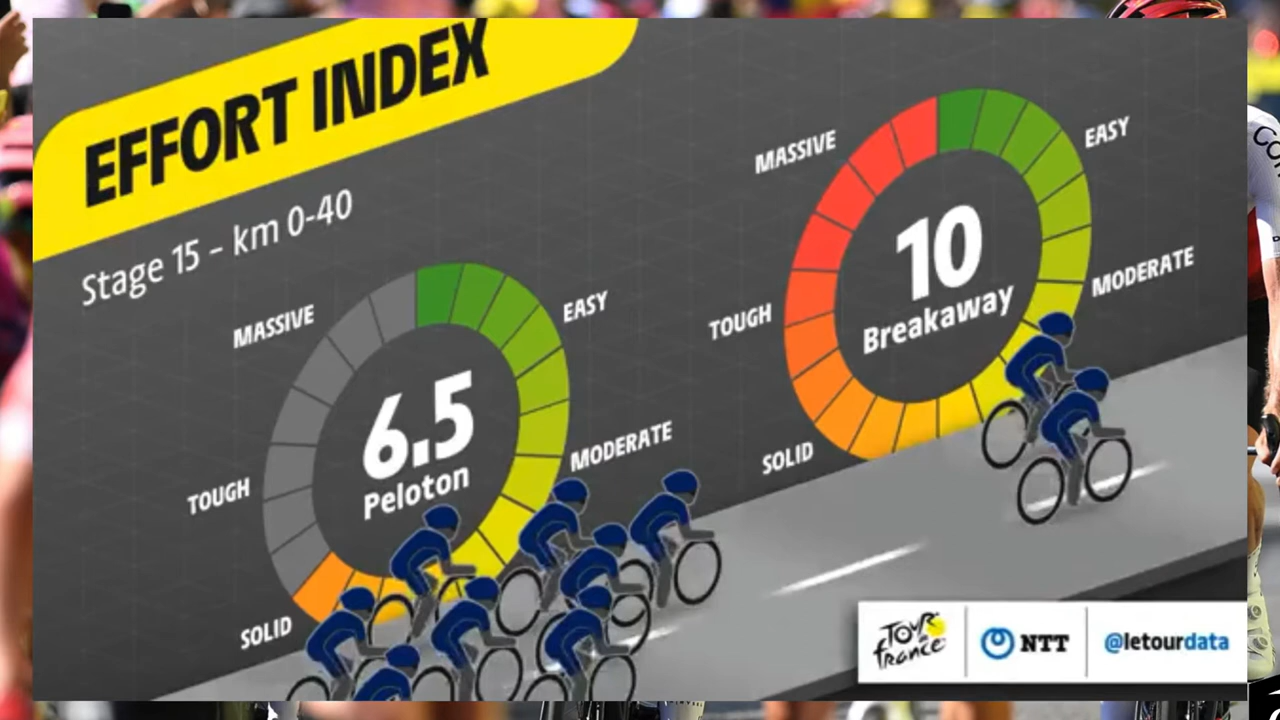 EFFORT INDEX
Stage 15 - km 0-40
MASSIVE
EASY
6.5
Peloton
MODERATE
TOUGH
SOLID
MASSIVE
EASY
10
Breakaway
MODERATE
TOUGH
SOLID
TOUR
de
france
NTT
@letourdata